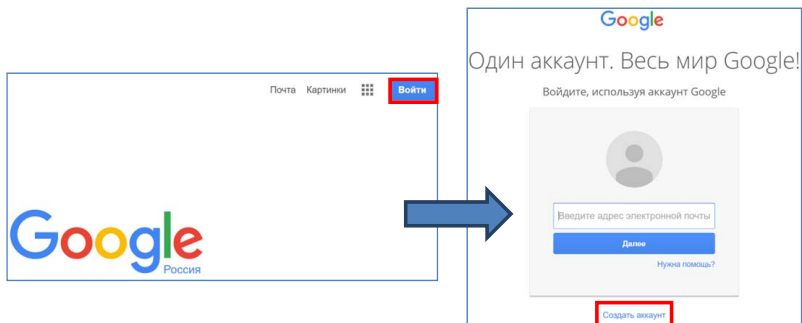 Почта Картинки Войти
Google
Россия
Google
Один аккаунт. Весь мир Google!
Войдите, используя аккаунт Google
Введите адрес электронной почты
Далее
Нужна помощь?
Создать аккаунт